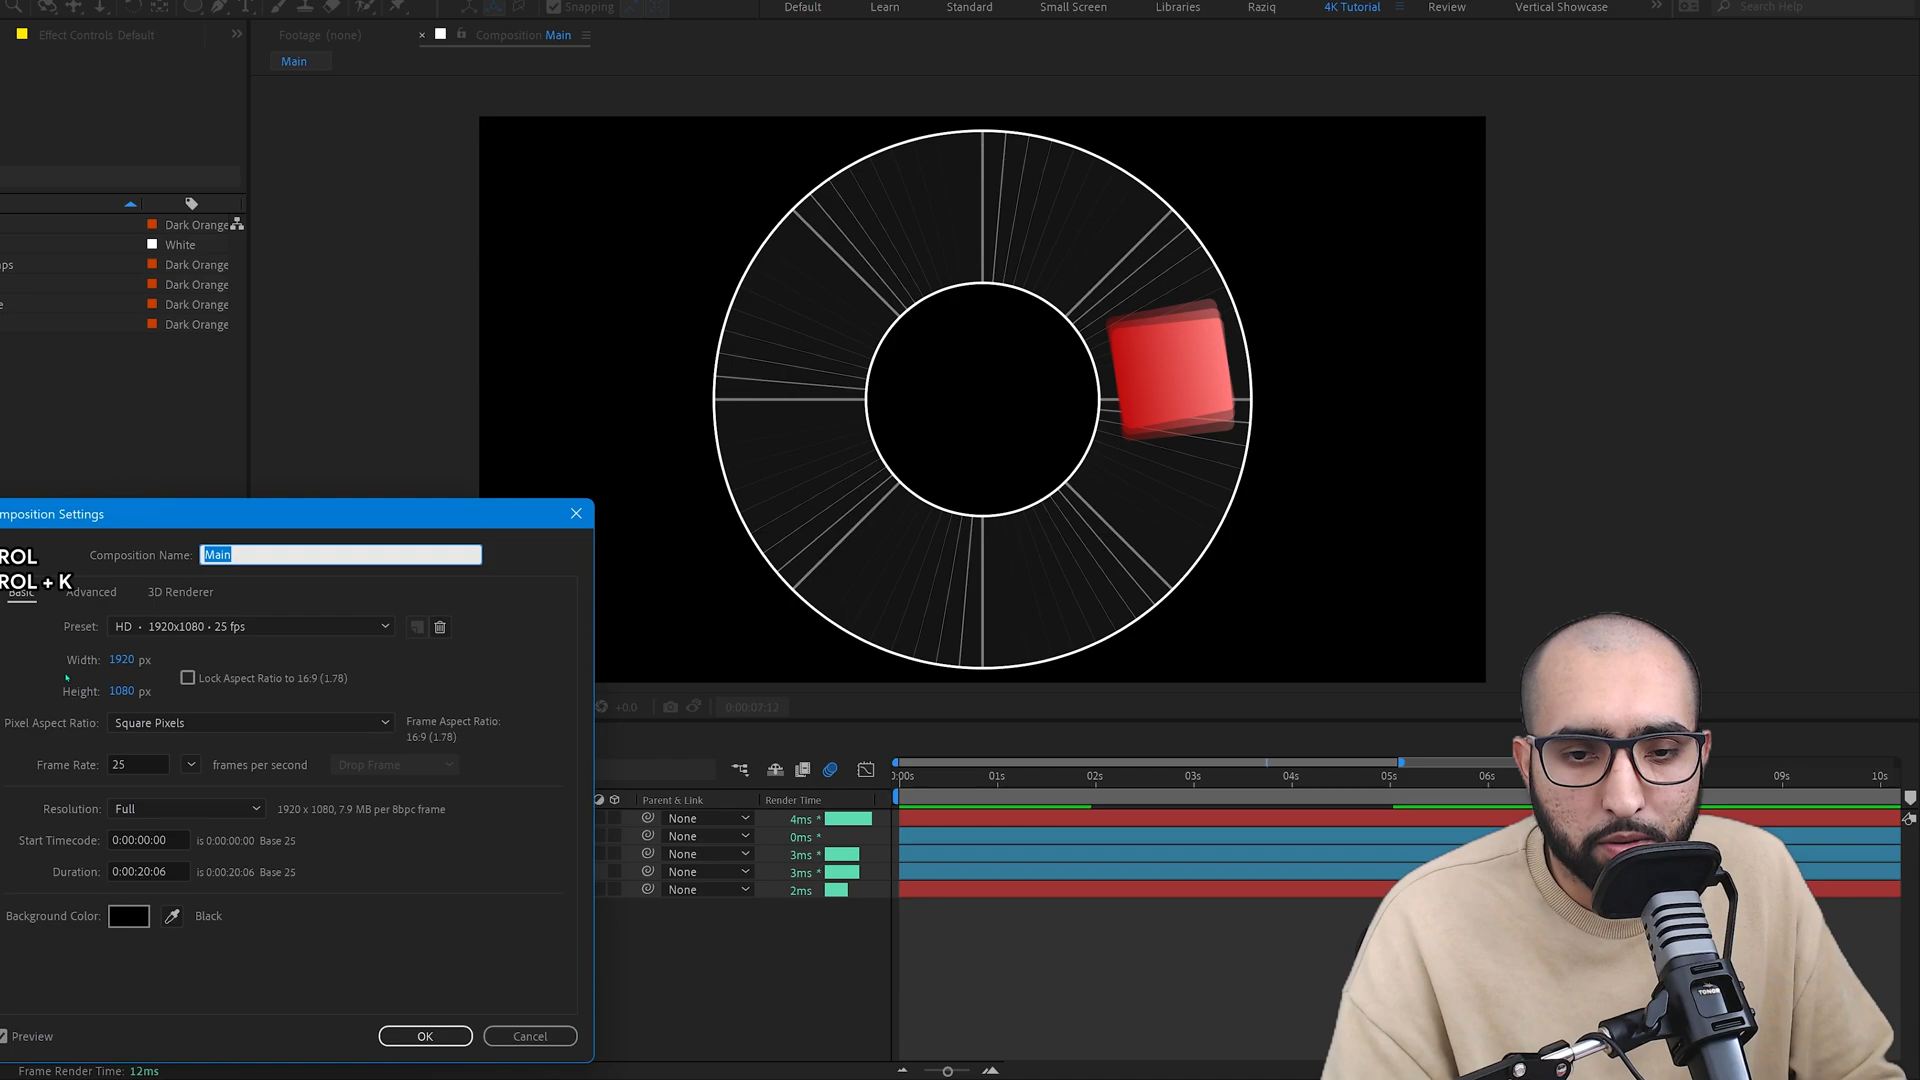 Snapping
Default
Learn
Standard
Small Screen
Libraries
Raziq
4K Tutorial
Review
Vertical Showcase
Search Help
Effect Controls Default
Footage (none)
Composition Main
Main
Dark Orange
White
ps
Dark Orange
Dark Orange
e
Dark Orange
Dark Orange
mposition Settings
ROL
Composition Name: Main
ROL + K
Basic
Advanced
3D Renderer
Preset: HD • 1920x1080 • 25 fps
Width: 1920 px
Lock Aspect Ratio to 16:9 (1.78)
Height: 1080 px
Pixel Aspect Ratio: Square Pixels
Frame Aspect Ratio:
16:9 (1.78)
Frame Rate: 25 frames per second
Drop Frame
Resolution: Full
1920 x 1080, 7.9 MB per 8bpc frame
Start Timecode: 0:00:00:00 is 0:00:00:00 Base 25
Duration: 0:00:20:06 is 0:00:20:06 Base 25
Background Color: Black
Preview
OK
Cancel
Frame Render Time: 12ms
+0.0
0:00:07:12
0:00s 01s 02s 03s 04s 05s 06s 09s 10s
Parent & Link
Render Time
None 4ms *
None 0ms *
None 3ms *
None 3ms *
None 2ms
TONOR